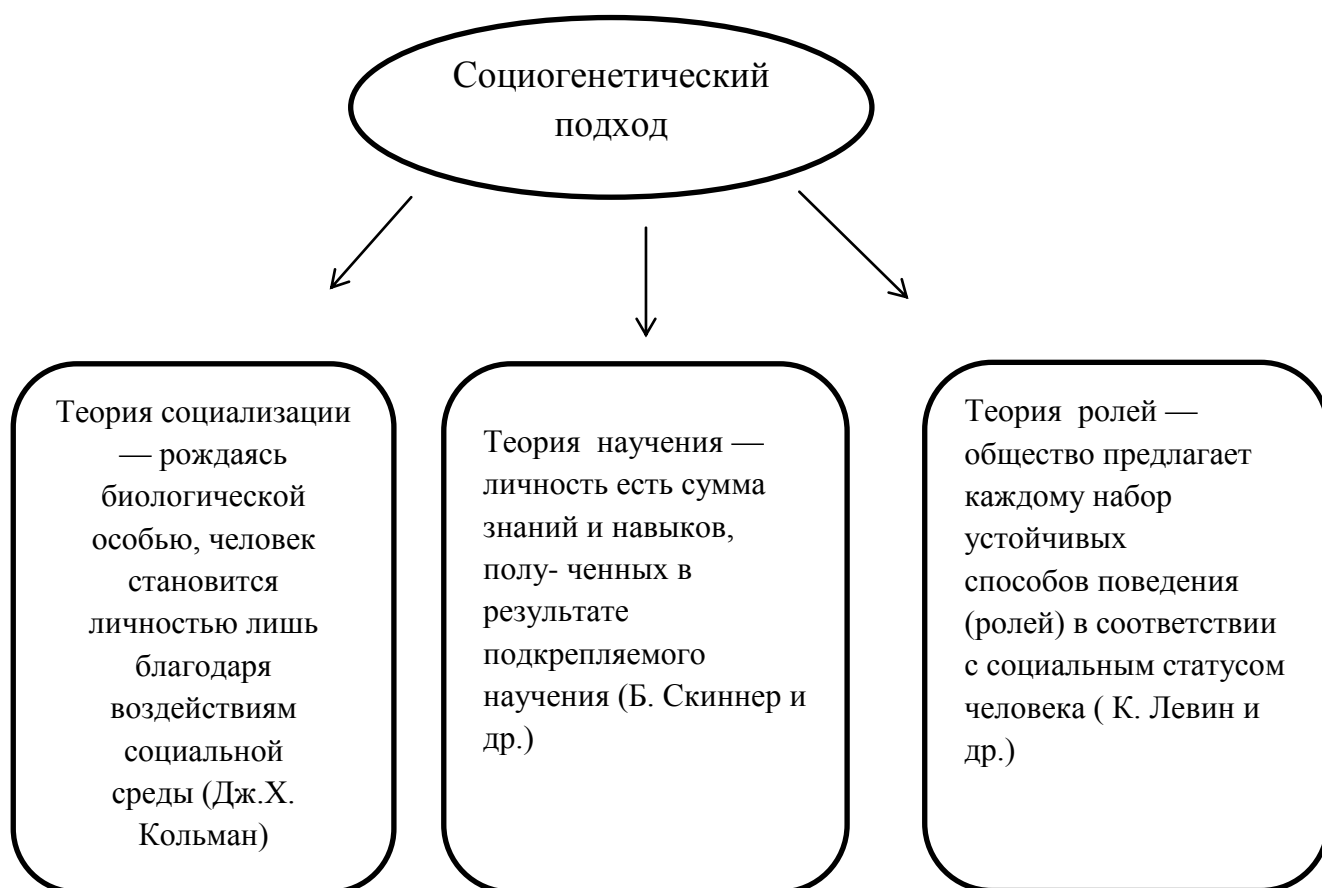 Социогенетический
подход
Теория социализации
— рождаясь
биологической
особью, человек
становится
личностью лишь
благодаря
воздействиям
социальной
среды (Дж.Х.
Кольман)
Теория научения —
личность есть сумма
знаний и навыков,
полу- ченных в
результате
подкрепляемого
научения (Б. Скиннер и
др.)
Теория ролей —
общество предлагает
каждому набор
устойчивых
способов поведения
(ролей) в соответствии
с социальным статусом
человека ( К. Левин и
др.)